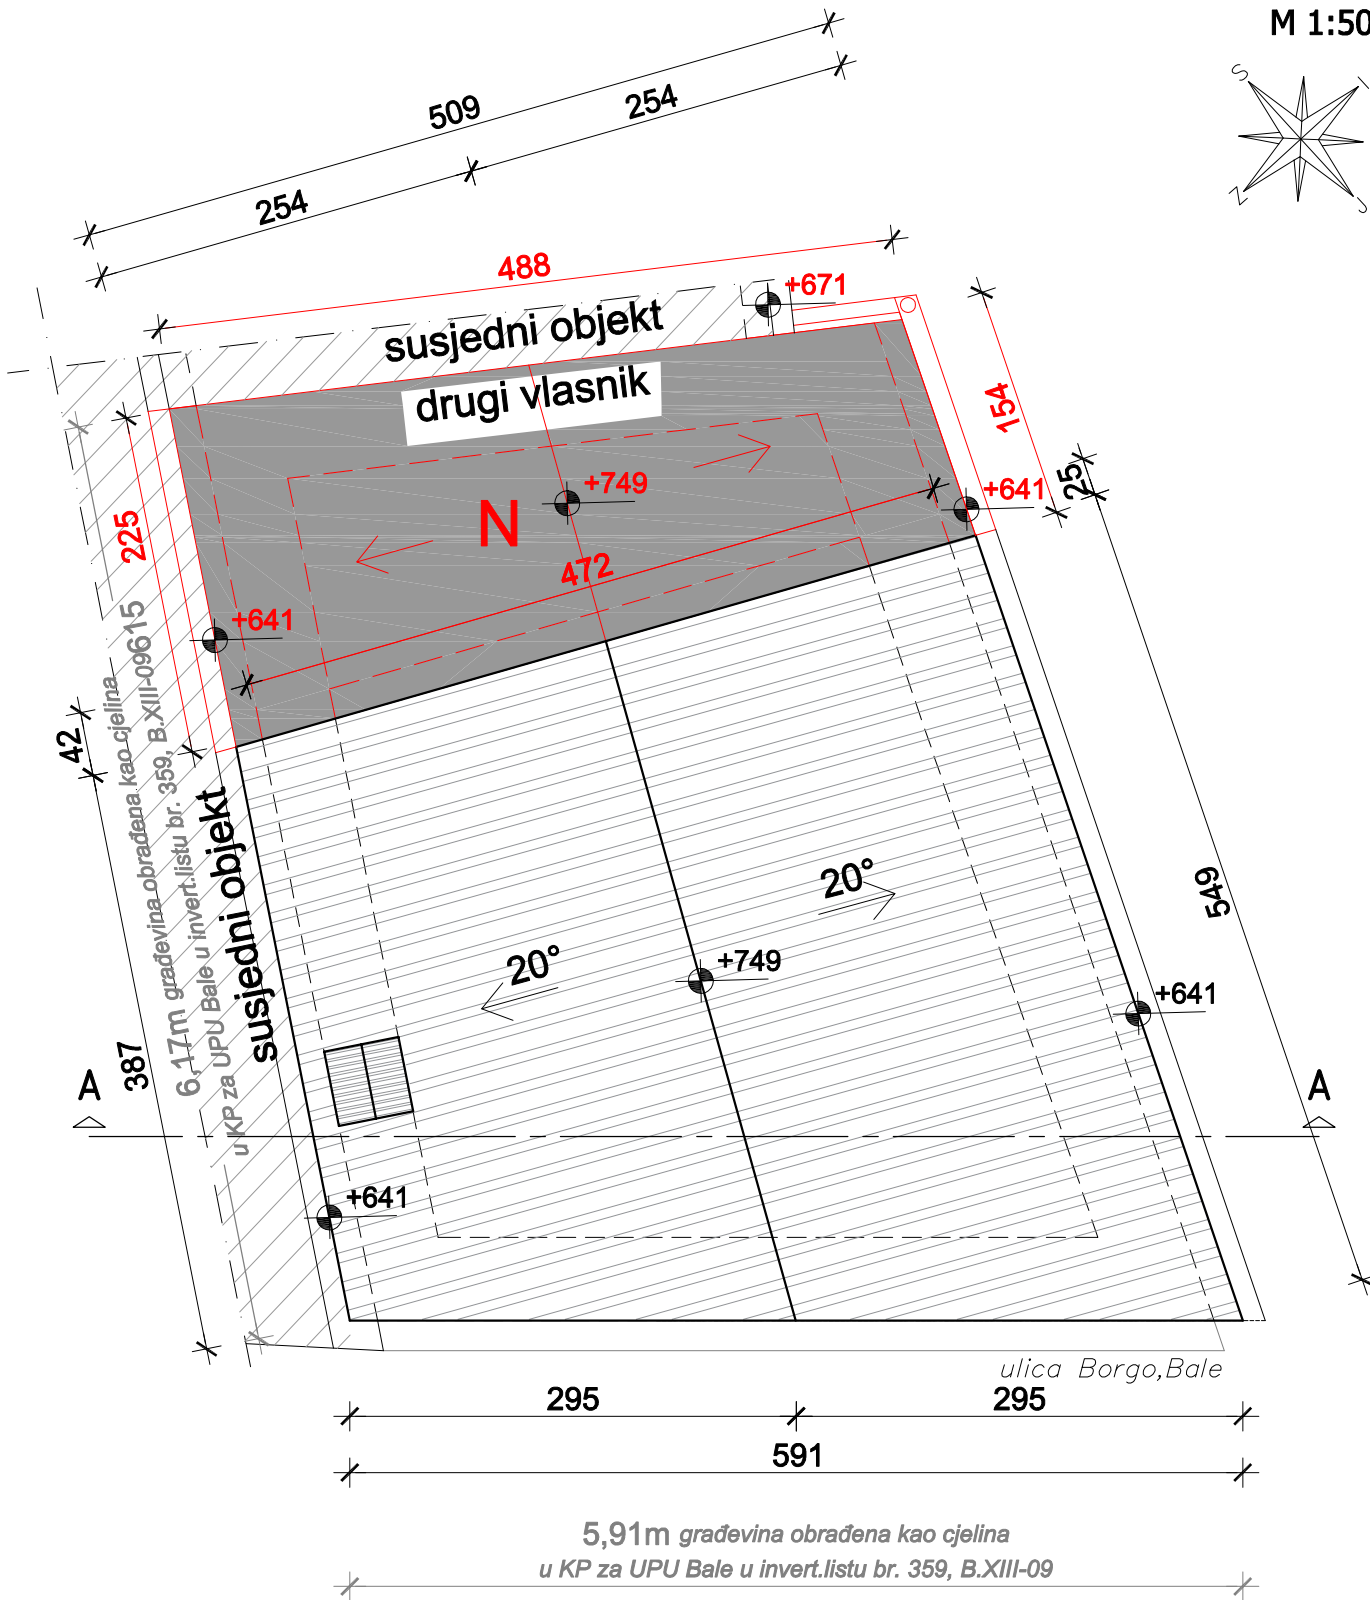 M 1:50
S
I
Z
J
509
254
254
488
+671
susjedni objekt
drugi vlasnik
154
25
+749
+641
N
225
472
+641
615
6,17m građevina obrađena kao cjelina
u KP za UPU Bale u invert.listu br. 359, B.XIII-09
42
susjedni objekt
387
549
20°
20°
+749
+641
A
A
+641
ulica Borgo,Bale
295
295
591
5,91m građevina obrađena kao cjelina
u KP za UPU Bale u invert.listu br. 359, B.XIII-09